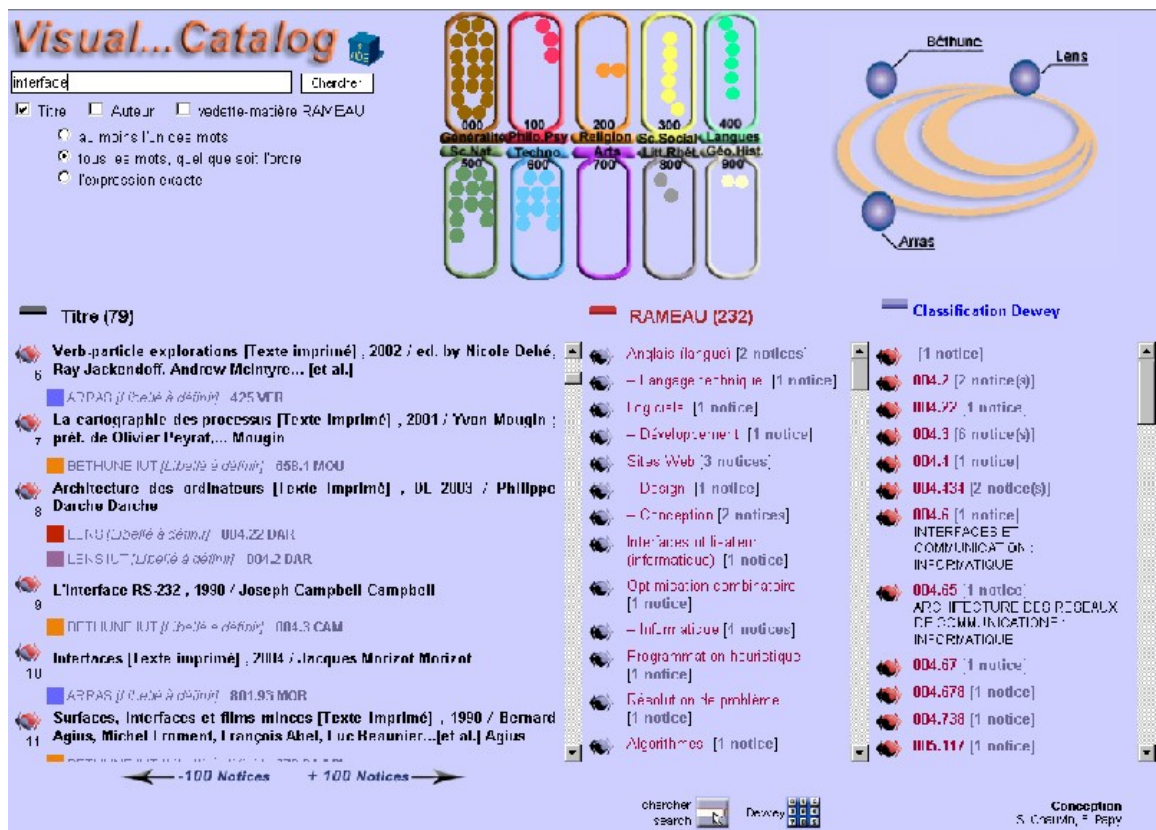 Visual...Catalog
AIDE
interface
Chercher
Titre Auteur vedette-matière RAMEAU
au moins l'un des mots
tous les mots, quel que soit l'ordre
l'expression exacte
000 100 200 300 400
Généralité Philo.Psy Religion Sc.Social Langues
Sc.Nat. Techno Arts Litt.Rhét. Géo.Hist.
500 600 700 800 900
Béthune
Lens
Arras
Titre (79)
6 Verb-particle explorations [Texte imprimé] , 2002 / ed. by Nicole Dehé,
Ray Jackendoff, Andrew McIntyre... [et al.]
ARRAS [Libellé à définir] 425 VER
7 La cartographie des processus [Texte Imprimé] , 2001 / Yvon Mougin ;
préf. de Olivier Peyrat,... Mougin
BETHUNE IUT [Libellé à définir] 658.1 MOU
8 Architecture des ordinateurs [Texte imprimé] , DL 2003 / Philippe
Darche Darche
LENS [Libellé à définir] 004.22 DAR
LENS IUT [Libellé à définir] 004.2 DAR
9 L'Interface RS-232 , 1990 / Joseph Campbell Campbell
BETHUNE IUT [Libellé à définir] 004.3 CAM
10 Interfaces [Texte imprimé] , 2004 / Jacques Morizot Morizot
ARRAS [Libellé à définir] 801.93 MOR
11 Surfaces, Interfaces et films minces [Texte Imprimé] , 1990 / Bernard
Agius, Michel Froment, François Abel, Luc Beaunier...[et al.] Agius
-100 Notices + 100 Notices
RAMEAU (232)
Anglais (langue) [2 notices]
-- Langage technique [1 notice]
Logiciels [1 notice]
-- Développement [1 notice]
Sites Web [3 notices]
-- Design [1 notice]
-- Conception [2 notices]
Interfaces utilisateur
(informatique) [1 notice]
Optimisation combinatoire
[1 notice]
-- Informatique [4 notices]
Programmation heuristique
[1 notice]
Résolution de problème
[1 notice]
Algorithmes [1 notice]
Classification Dewey
[1 notice]
004.2 [2 notice(s)]
004.22 [1 notice]
004.3 [6 notice(s)]
004.4 [1 notice]
004.434 [2 notice(s)]
004.6 [1 notice]
INTERFACES ET
COMMUNICATION :
INFORMATIQUE
004.65 [1 notice]
ARCHITECTURE DES RESEAUX
DE COMMUNICATIONE :
INFORMATIQUE
004.67 [1 notice]
004.678 [1 notice]
004.738 [1 notice]
005.117 [1 notice]
chercher
search
Dewey
Conception
S. Chauvin, F. Papy